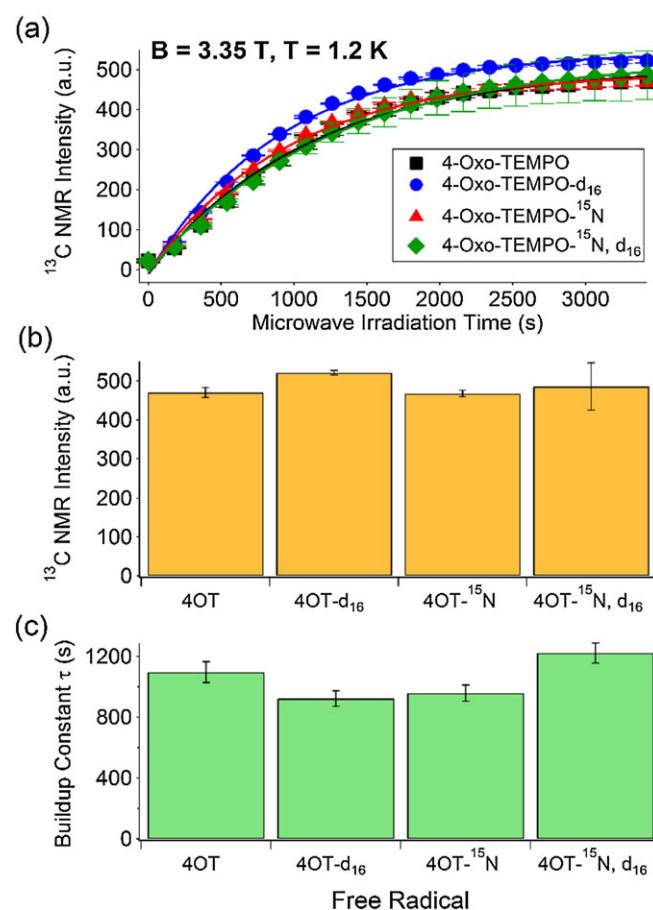 (a)
B = 3.35 T, T = 1.2 K
¹³C NMR Intensity (a.u.)
500
400
300
200
100
0
4-Oxo-TEMPO
4-Oxo-TEMPO-d₁₆
4-Oxo-TEMPO-¹⁵N
4-Oxo-TEMPO-¹⁵N, d₁₆
0 500 1000 1500 2000 2500 3000
Microwave Irradiation Time (s)
(b)
¹³C NMR Intensity (a.u.)
500
400
300
200
100
0
4OT 4OT-d₁₆ 4OT-¹⁵N 4OT-¹⁵N, d₁₆
(c)
Buildup Constant τ (s)
1200
800
400
0
4OT 4OT-d₁₆ 4OT-¹⁵N 4OT-¹⁵N, d₁₆
Free Radical